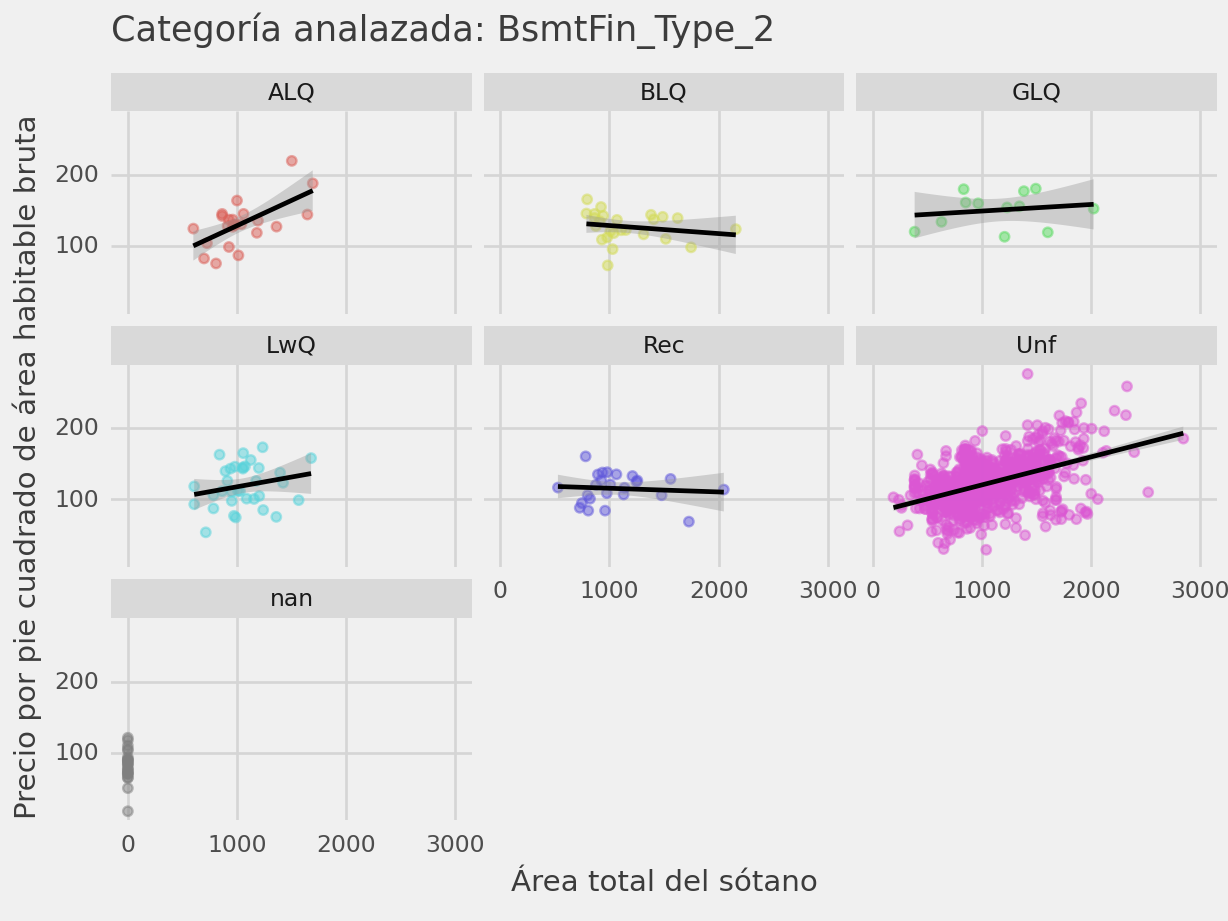 Categoría analazada: BsmtFin_Type_2
ALQ
BLQ
GLQ
200
100
LwQ
Rec
Unf
200
100
0
1000
2000
3000
0
1000
2000
3000
nan
200
100
0
1000
2000
3000
Área total del sótano
Precio por pie cuadrado de área habitable bruta